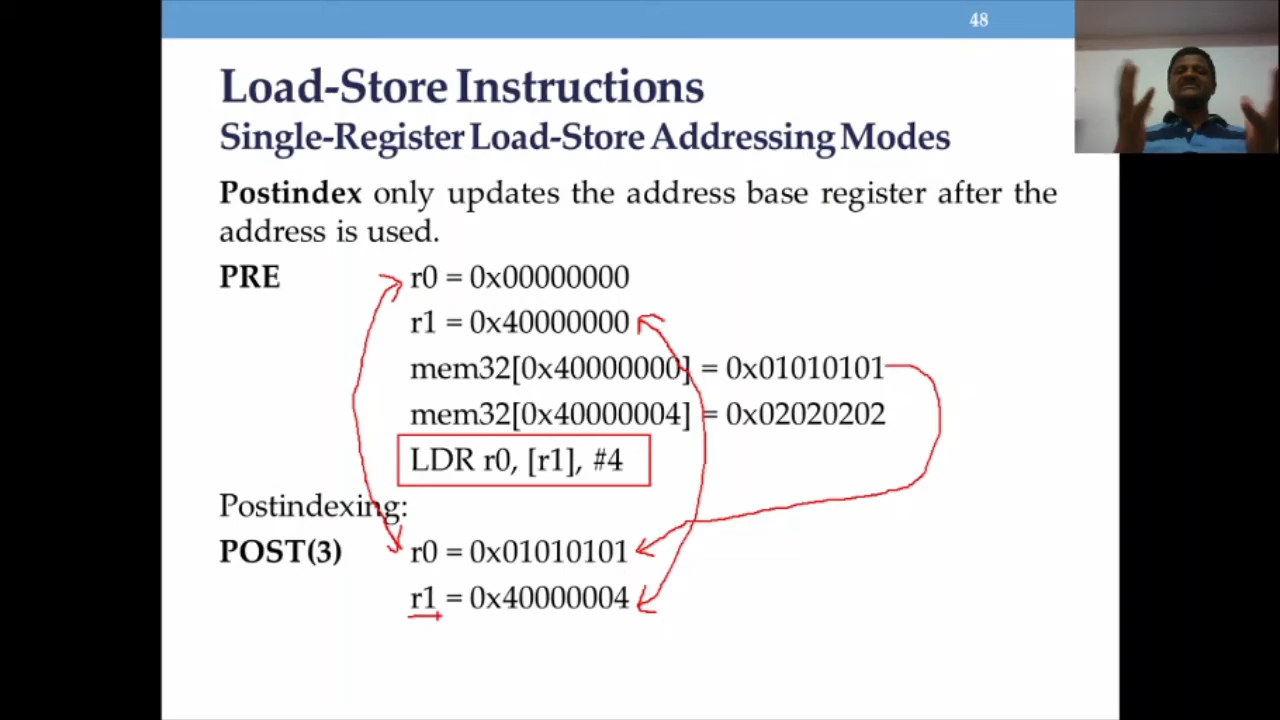 48
Load-Store Instructions
Single-Register Load-Store Addressing Modes
Postindex only updates the address base register after the
address is used.
PRE r0 = 0x00000000
r1 = 0x40000000
mem32[0x40000000] = 0x01010101
mem32[0x40000004] = 0x02020202
LDR r0, [r1], #4
Postindexing:
POST(3) r0 = 0x01010101
r1 = 0x40000004